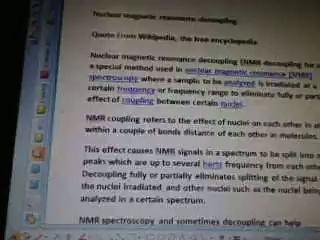 Nuclear magnetic resonance decoupling
Quote from Wikipedia, the free encyclopedia
Nuclear magnetic resonance decoupling (NMR decoupling for
a special method used in nuclear magnetic resonance (NMR)
spectroscopy where a sample to be analyzed is irradiated at a
certain frequency or frequency range to eliminate fully or part
effect of coupling between certain nuclei.
NMR coupling refers to the effect of nuclei on each other in
within a couple of bonds distance of each other in molecules.
This effect causes NMR signals in a spectrum to be split into
peaks which are up to several hertz frequency from each othe
Decoupling fully or partially eliminates splitting of the signal
the nuclei irradiated and other nuclei such as the nuclei being
analyzed in a certain spectrum.
NMR spectroscopy and sometimes decoupling can help